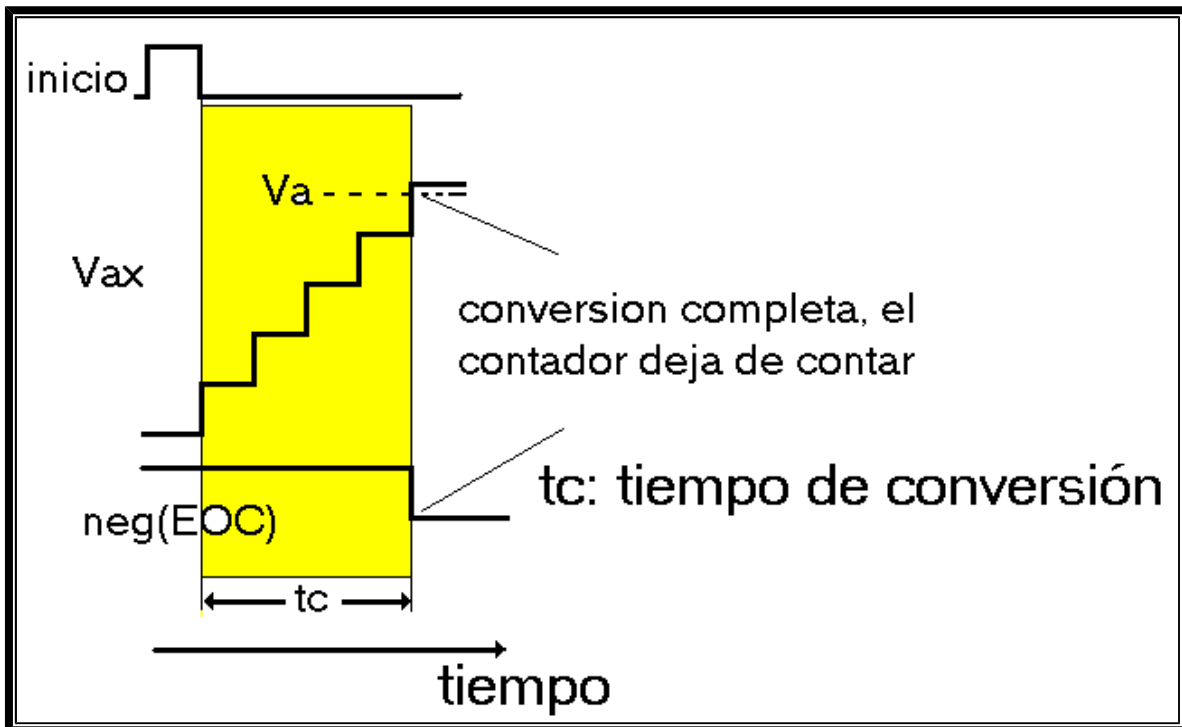 inicio
Va
Vax
conversion completa, el
contador deja de contar
tc: tiempo de conversión
neg(EOC)
tc
tiempo